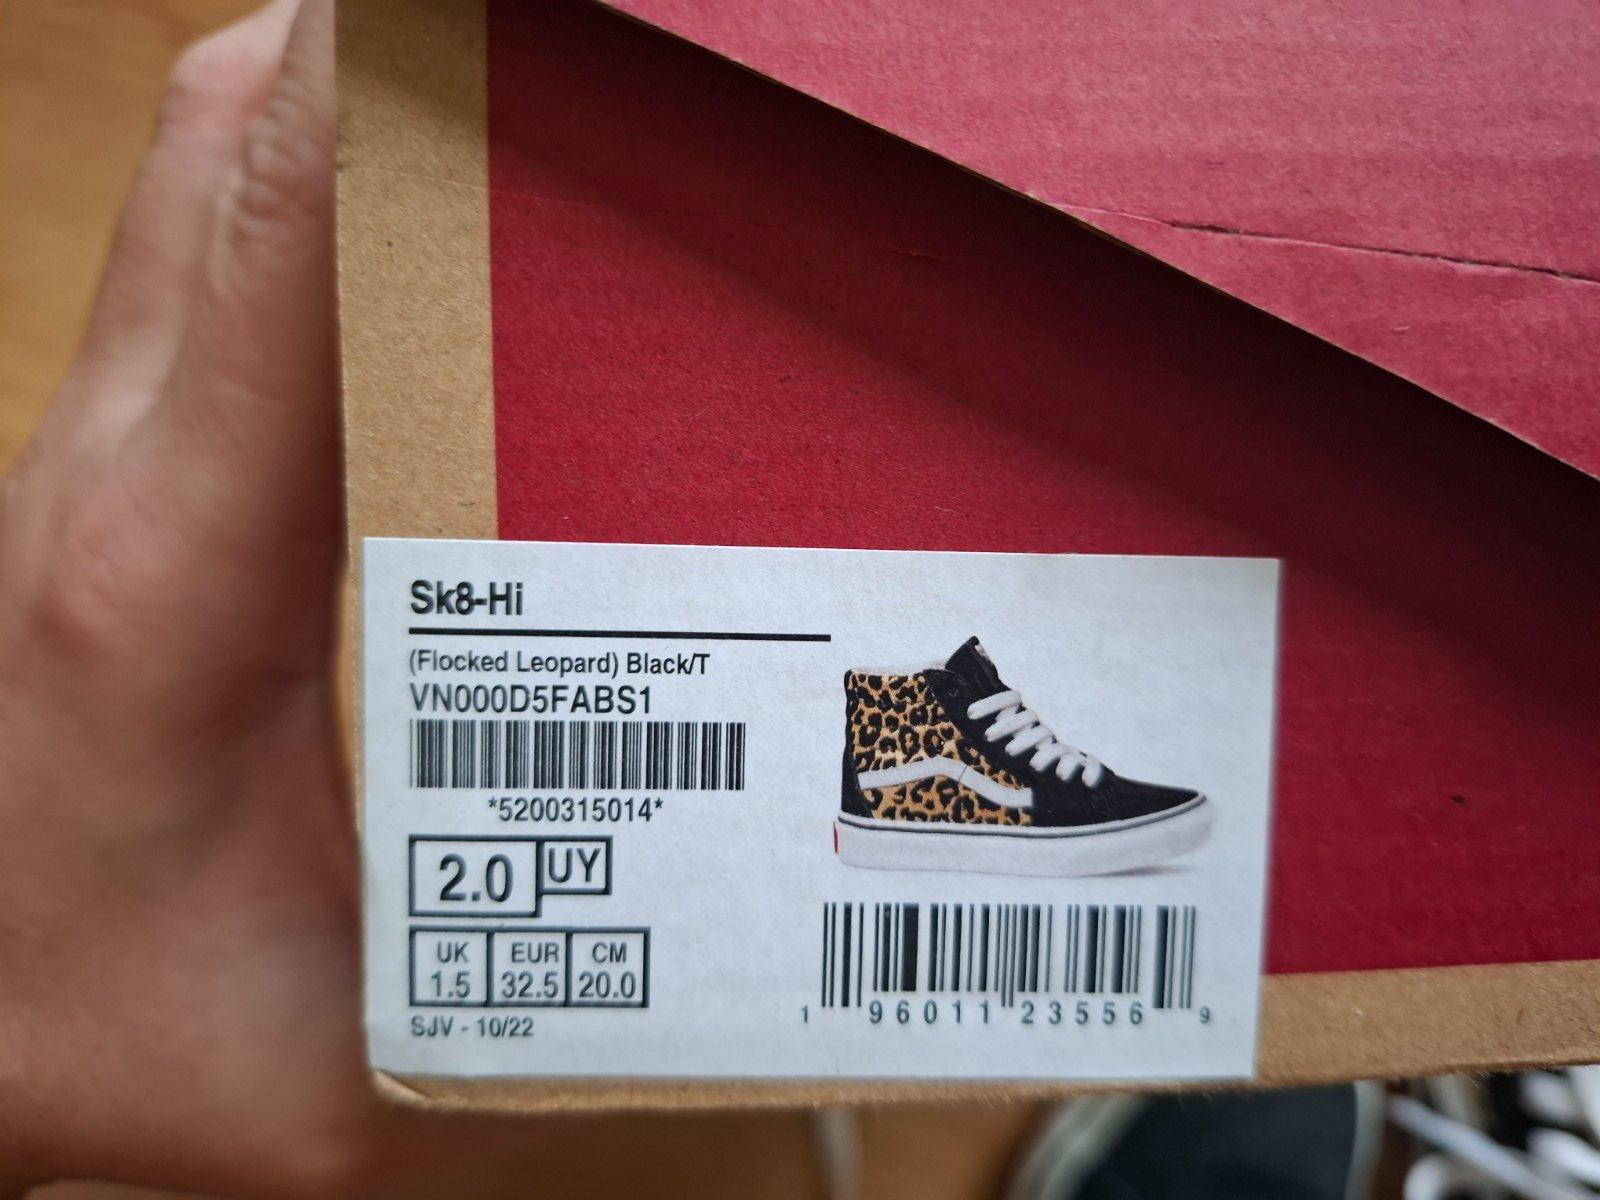 Sk8-Hi
(Flocked Leopard) Black/T
VN000D5FABS1
*5200315014*
2.0 UY
UK EUR CM
1.5 32.5 20.0
SJV - 10/22
1 96011 23556 9